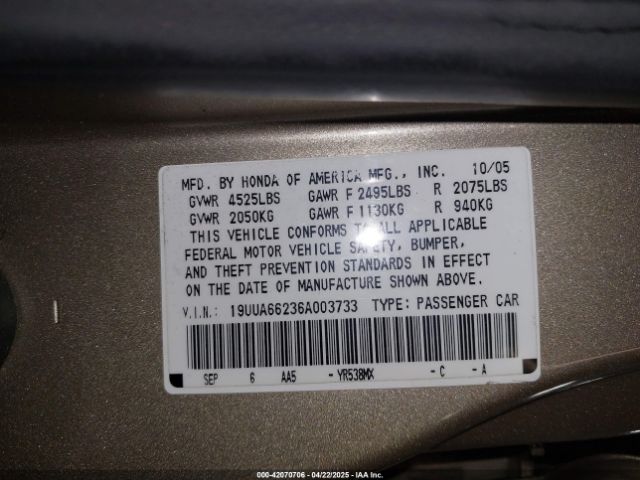 MFD. BY HONDA OF AMERICA MFG., INC. 10/05
GVWR 4525LBS GAWR F 2495LBS R 2075LBS
GVWR 2050KG GAWR F 1130KG R 940KG
THIS VEHICLE CONFORMS TO ALL APPLICABLE
FEDERAL MOTOR VEHICLE SAFETY, BUMPER,
AND THEFT PREVENTION STANDARDS IN EFFECT
ON THE DATE OF MANUFACTURE SHOWN ABOVE.
V.I.N.: 19UUA66236A003733 TYPE: PASSENGER CAR
SEP 6 AA5 - YR538MX - C - A
000-42070706 - 04/22/2025 - IAA Inc.